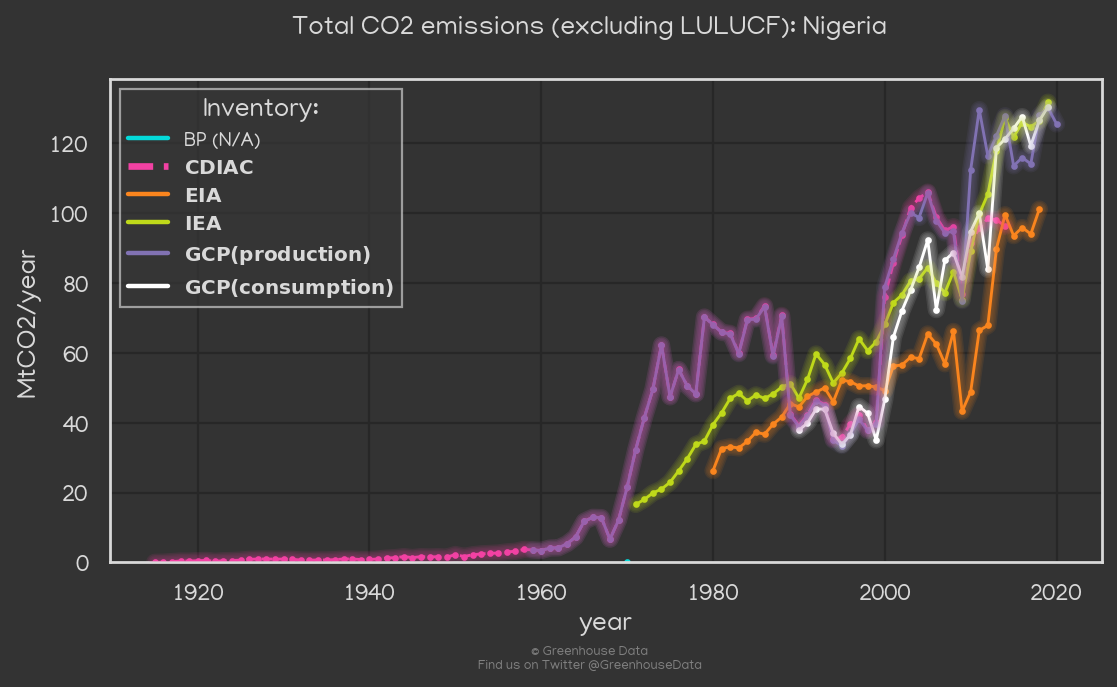 Total CO2 emissions (excluding LULUCF): Nigeria
Inventory:
BP (N/A)
CDIAC
EIA
IEA
GCP(production)
GCP(consumption)
MtCO2/year
120
100
80
60
40
20
0
1920
1940
1960
1980
2000
2020
year
© Greenhouse Data
Find us on Twitter @GreenhouseData